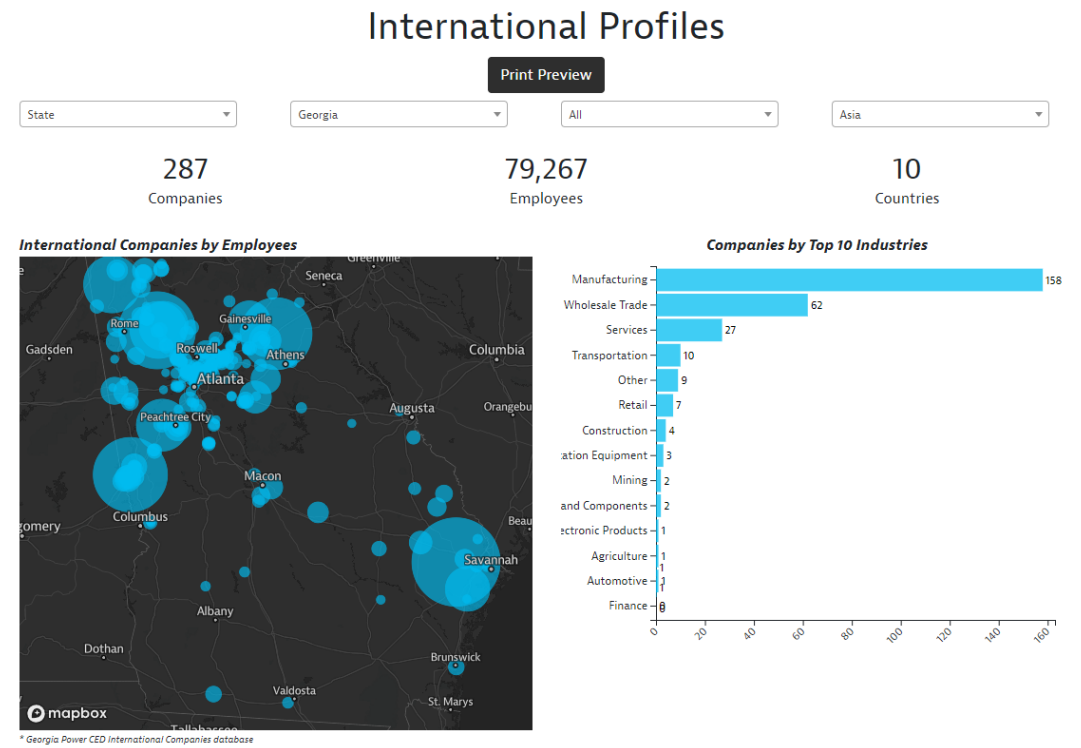 International Profiles
Print Preview
State
Georgia
All
Asia
287
Companies
79,267
Employees
10
Countries
International Companies by Employees
Greenville
Seneca
Rome
Gainesville
Gadsden
Roswell
Athens
Columbia
Atlanta
Augusta
Orangebu
Peachtree City
Macon
Columbus
gomery
Beau
Savannah
Albany
Dothan
Brunswick
Valdosta
St. Marys
Tallahassee
mapbox
* Georgia Power CED International Companies database
Companies by Top 10 Industries
Manufacturing 158
Wholesale Trade 62
Services 27
Transportation 10
Other 9
Retail 7
Construction 4
ation Equipment 3
Mining 2
and Components 2
ectronic Products 1
Agriculture 1
1
Automotive 1
1
Finance
0 20 40 60 80 100 120 140 160